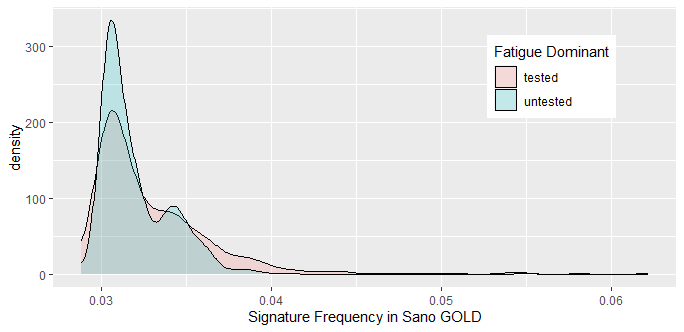 Fatigue Dominant
tested
untested
density
300
200
100
0
0.03
0.04
0.05
0.06
Signature Frequency in Sano GOLD